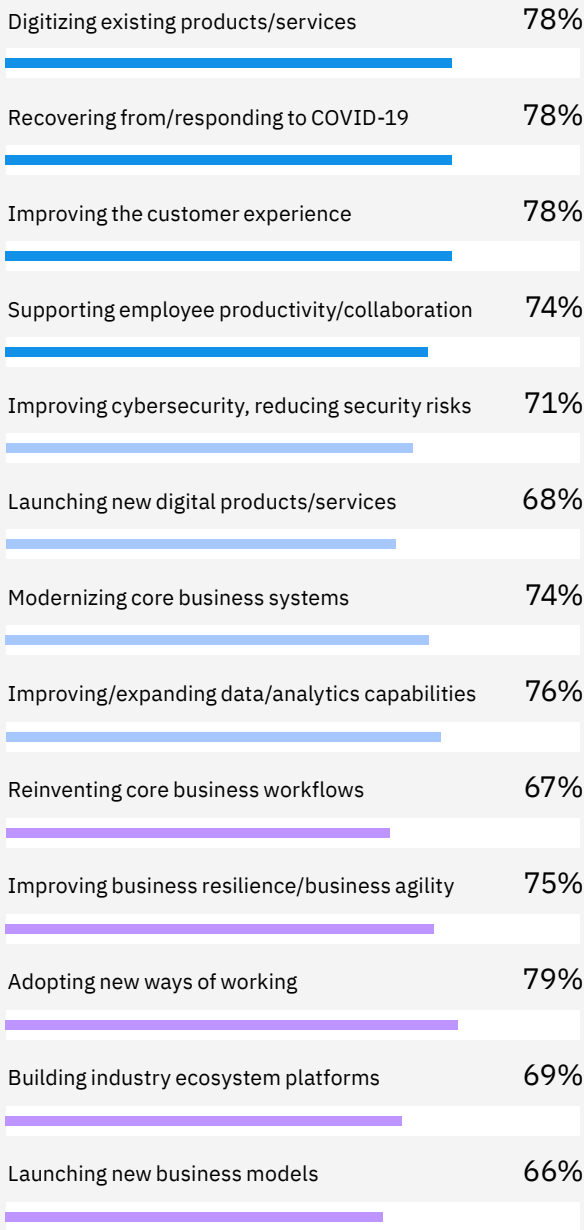 Digitizing existing products/services 78%
Recovering from/responding to COVID-19 78%
Improving the customer experience 78%
Supporting employee productivity/collaboration 74%
Improving cybersecurity, reducing security risks 71%
Launching new digital products/services 68%
Modernizing core business systems 74%
Improving/expanding data/analytics capabilities 76%
Reinventing core business workflows 67%
Improving business resilience/business agility 75%
Adopting new ways of working 79%
Building industry ecosystem platforms 69%
Launching new business models 66%